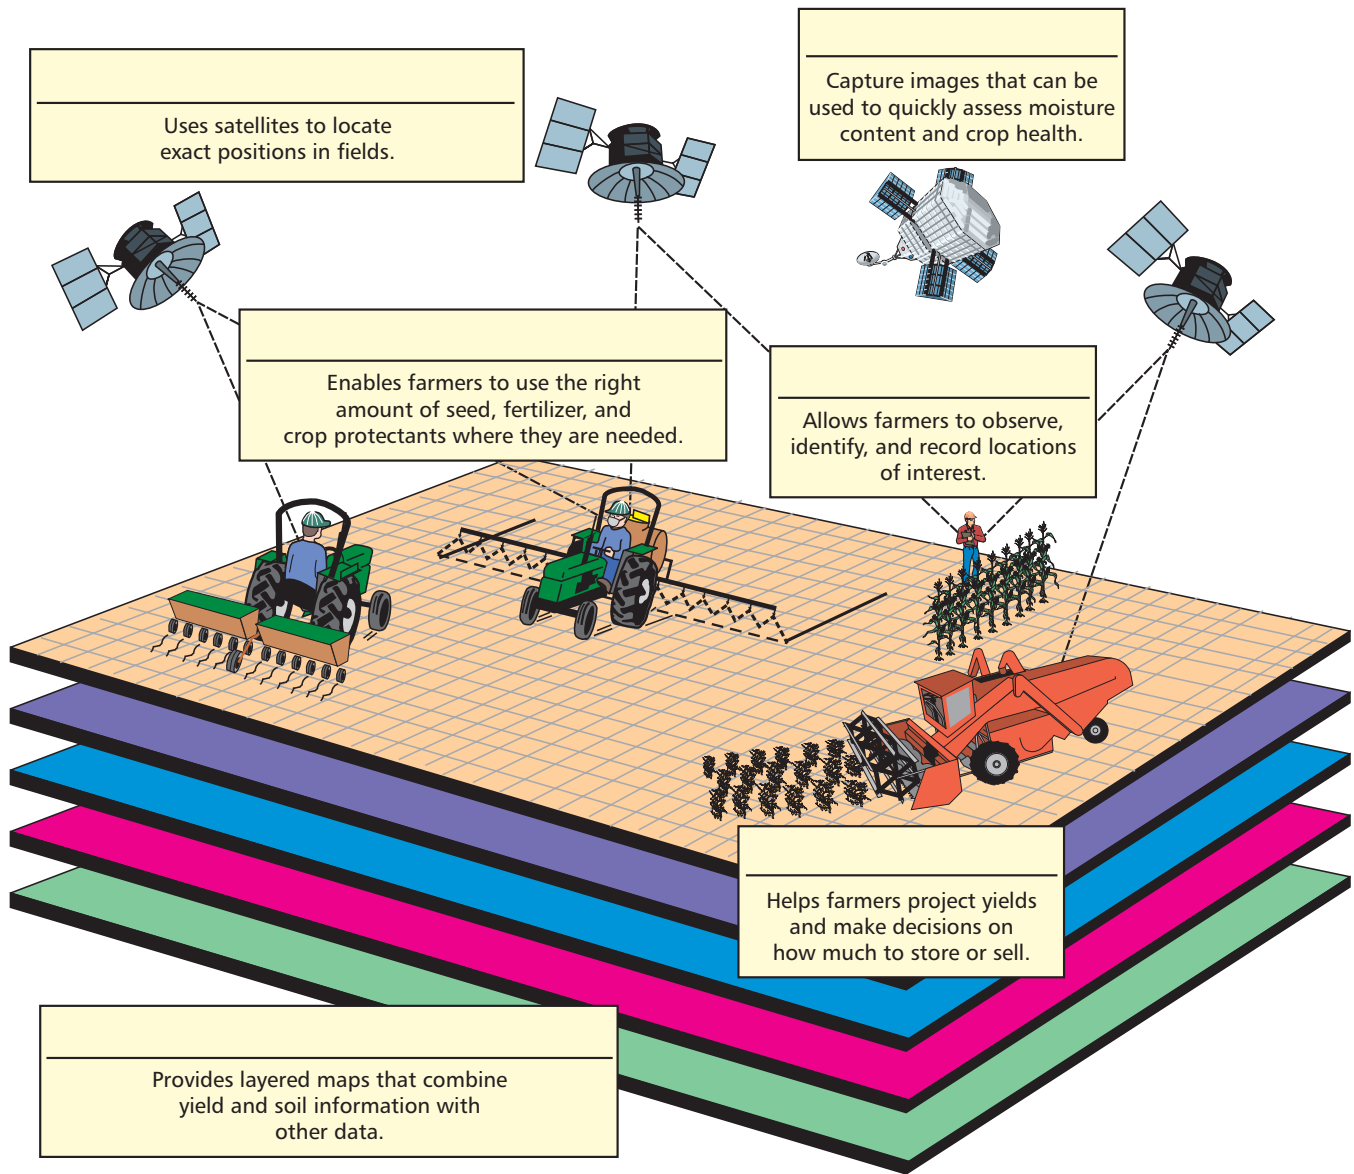 Uses satellites to locate
exact positions in fields.
Capture images that can be
used to quickly assess moisture
content and crop health.
Enables farmers to use the right
amount of seed, fertilizer, and
crop protectants where they are needed.
Allows farmers to observe,
identify, and record locations
of interest.
Helps farmers project yields
and make decisions on
how much to store or sell.
Provides layered maps that combine
yield and soil information with
other data.